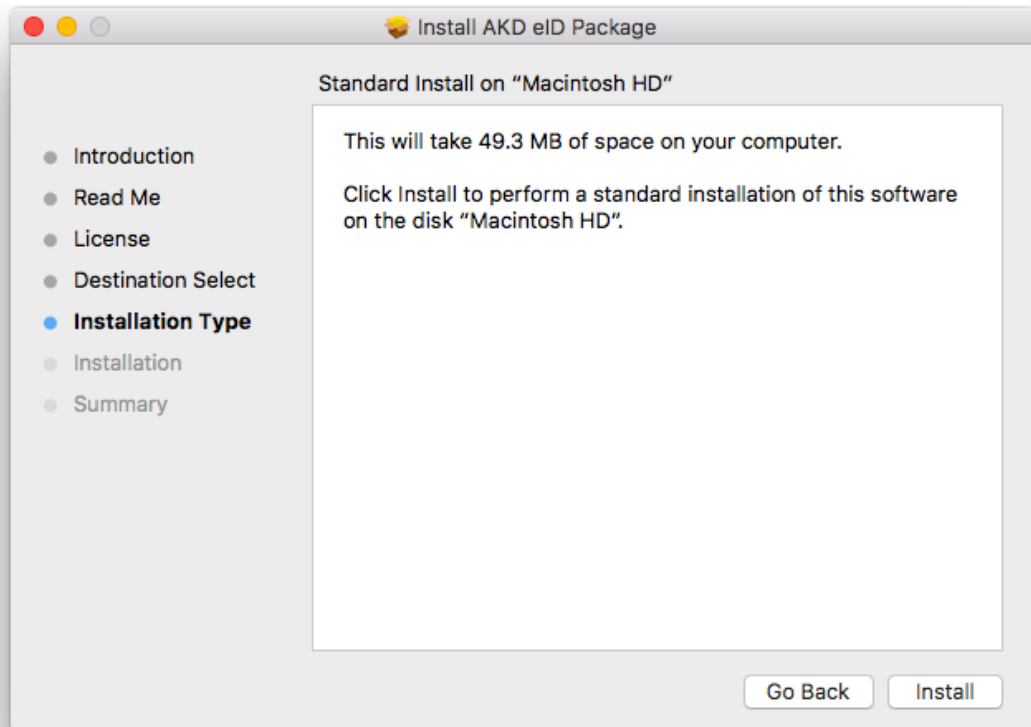 Install AKD eID Package
Standard Install on “Macintosh HD”
Introduction
Read Me
License
Destination Select
Installation Type
Installation
Summary
This will take 49.3 MB of space on your computer.
Click Install to perform a standard installation of this software
on the disk “Macintosh HD”.
Go Back
Install